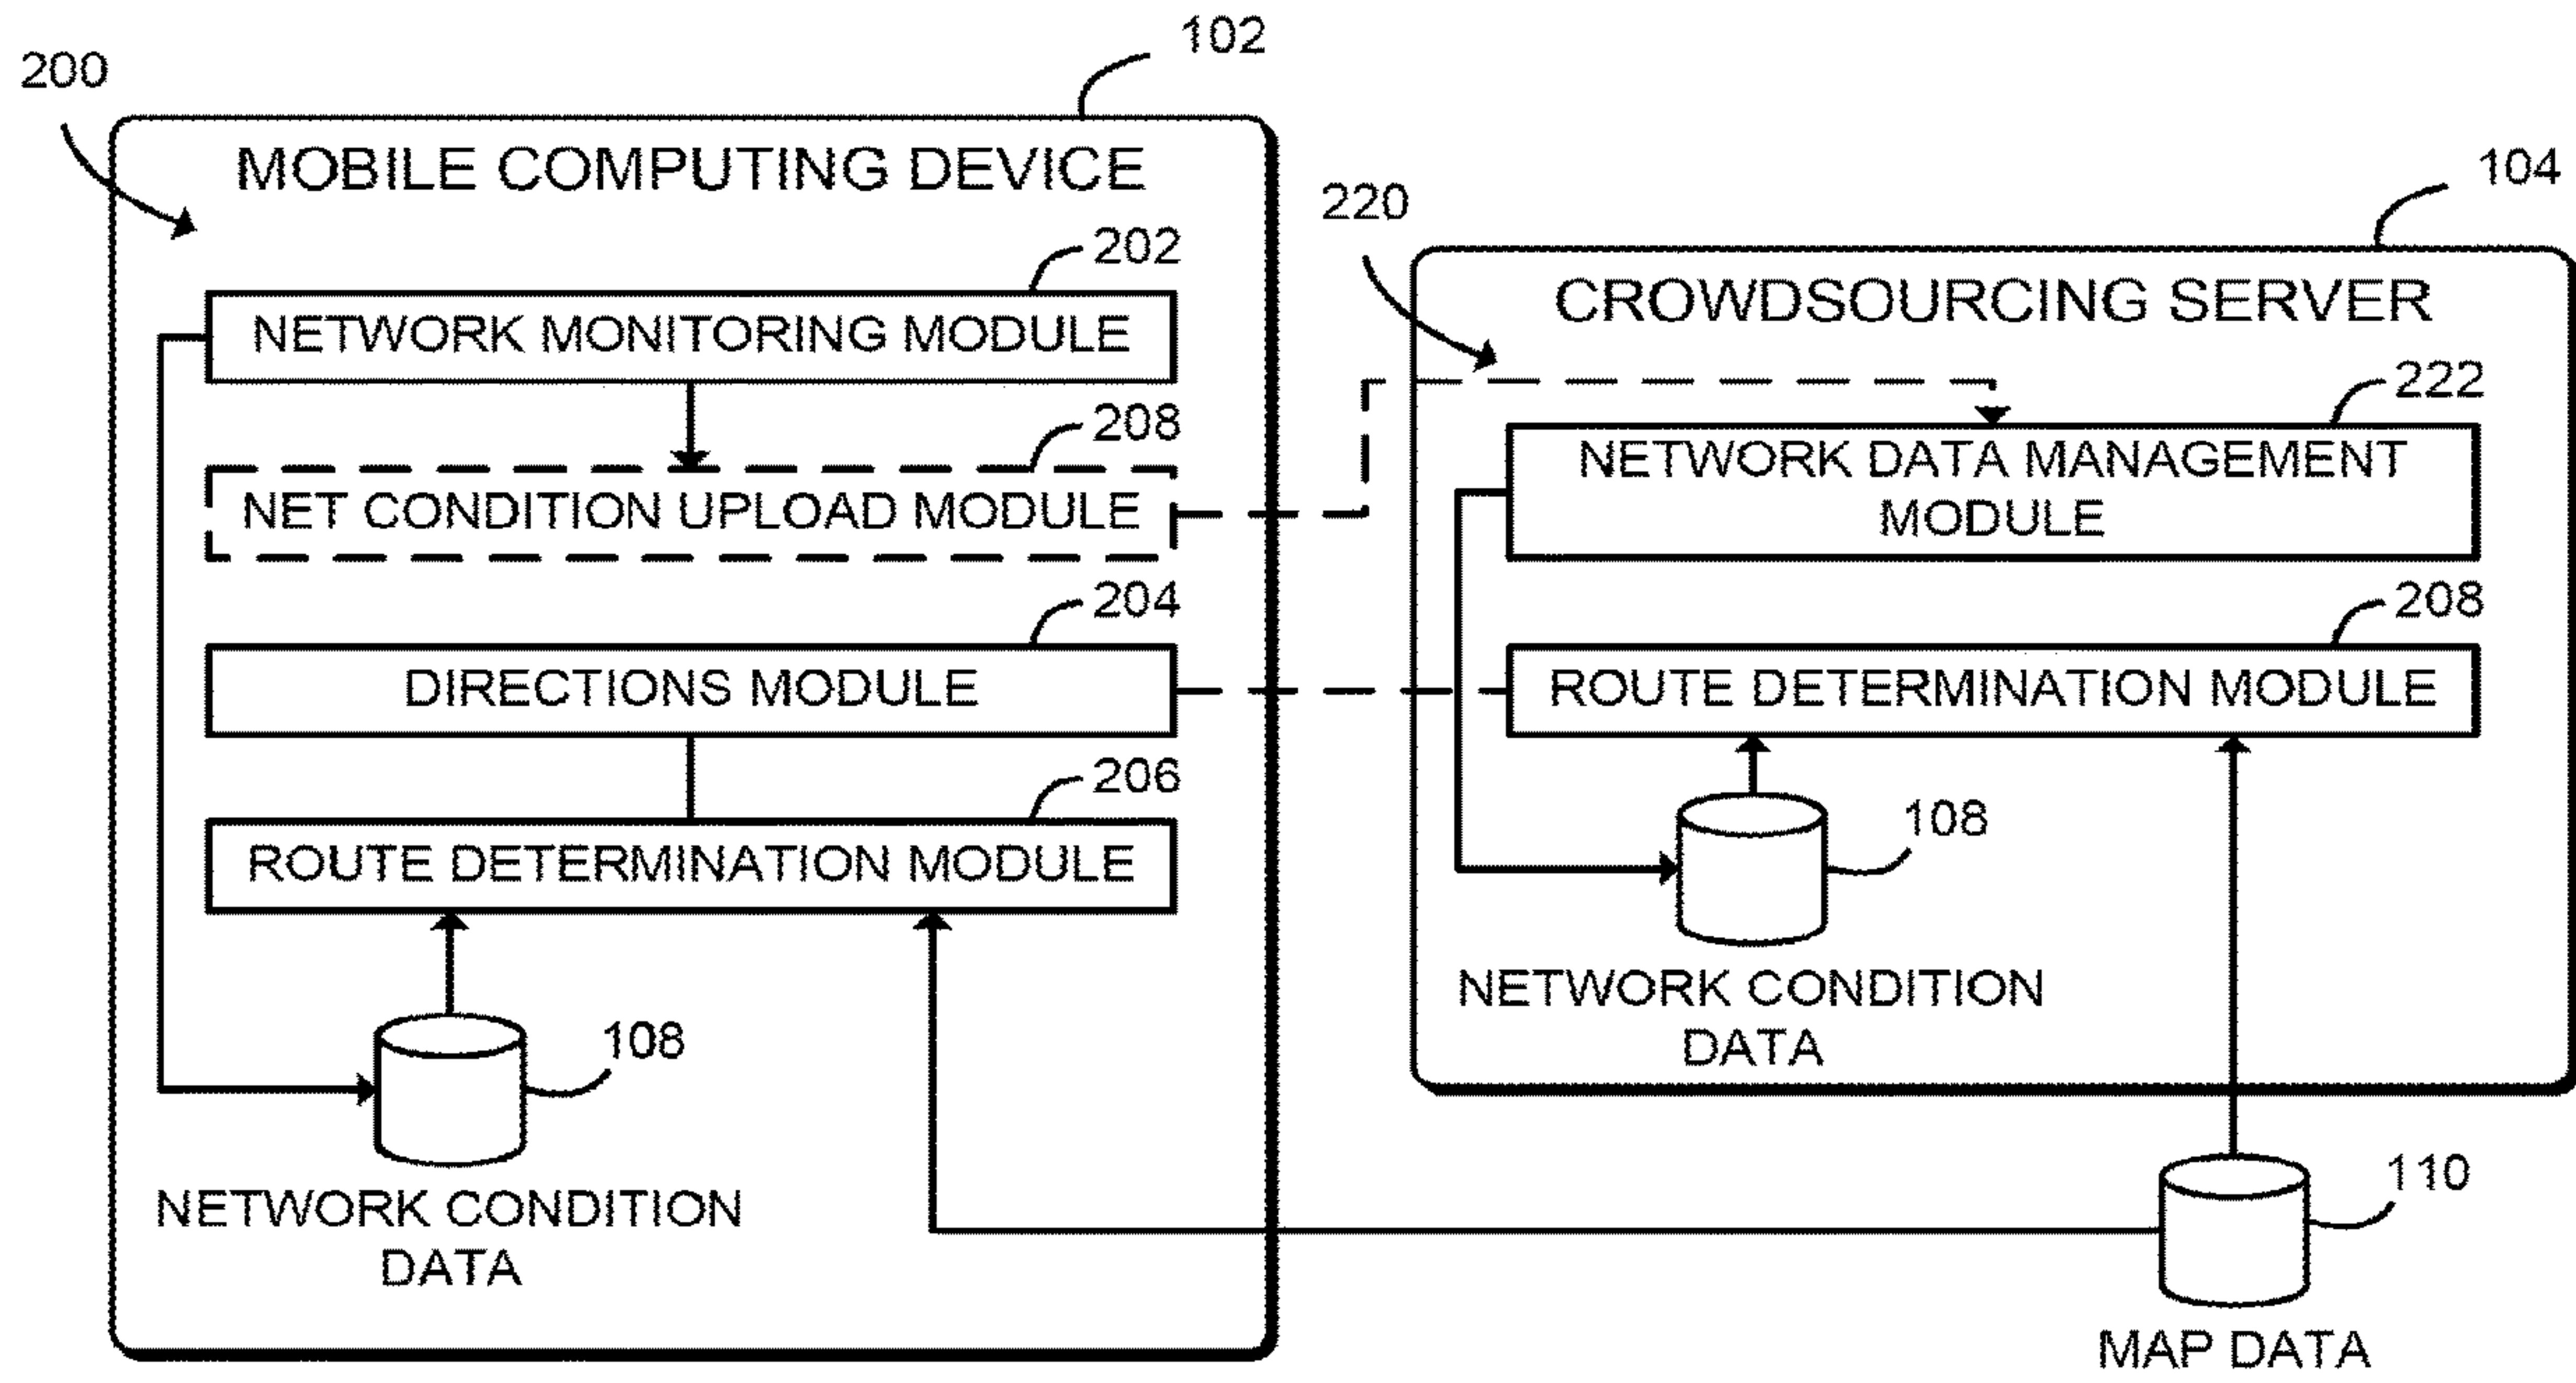 200
102
MOBILE COMPUTING DEVICE
202
NETWORK MONITORING MODULE
208
NET CONDITION UPLOAD MODULE
204
DIRECTIONS MODULE
206
ROUTE DETERMINATION MODULE
108
NETWORK CONDITION
DATA
220
104
CROWDSOURCING SERVER
222
NETWORK DATA MANAGEMENT
MODULE
208
ROUTE DETERMINATION MODULE
108
NETWORK CONDITION
DATA
110
MAP DATA